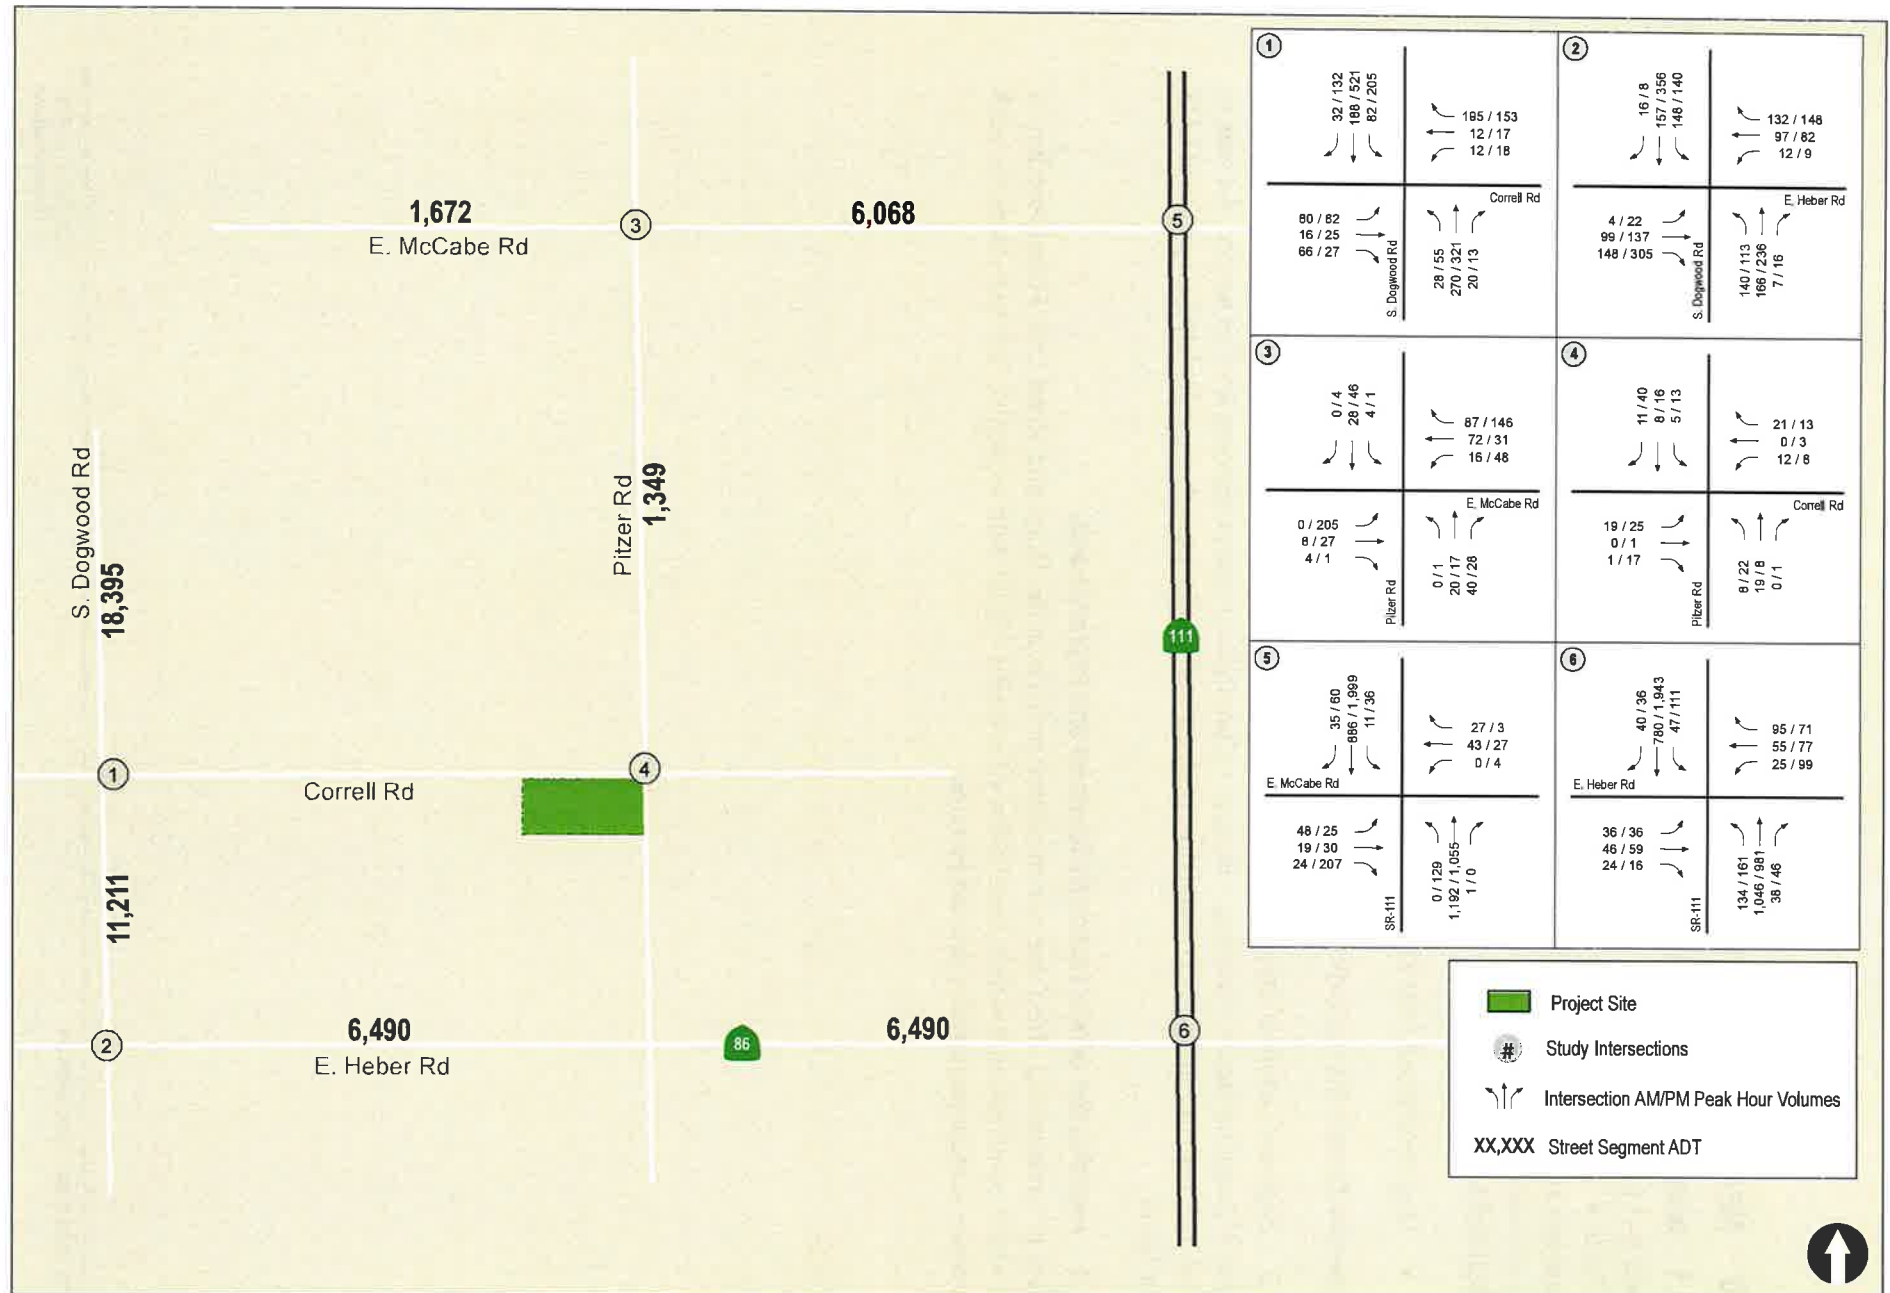 1,672
E. McCabe Rd
3
6,068
5
S. Dogwood Rd
18,395
Pitzer Rd
1,349
111
1
Correll Rd
4
11,211
2
6,490
E. Heber Rd
86
6,490
6
1
32 / 132
188 / 521
82 / 205
195 / 153
12 / 17
12 / 18
Correll Rd
80 / 82
16 / 25
66 / 27
S. Dogwood Rd
28 / 55
270 / 321
20 / 13
2
16 / 8
157 / 356
148 / 140
132 / 148
97 / 82
12 / 9
E. Heber Rd
4 / 22
99 / 137
148 / 305
S. Dogwood Rd
140 / 113
166 / 236
7 / 16
3
0 / 4
28 / 46
4 / 1
87 / 146
72 / 31
16 / 48
E. McCabe Rd
0 / 205
8 / 27
4 / 1
Pitzer Rd
0 / 1
20 / 17
40 / 28
4
11 / 40
8 / 16
5 / 13
21 / 13
0 / 3
12 / 8
Correll Rd
19 / 25
0 / 1
1 / 17
Pitzer Rd
8 / 22
19 / 8
0 / 1
5
35 / 60
886 / 1,999
11 / 36
27 / 3
43 / 27
0 / 4
E. McCabe Rd
48 / 25
19 / 30
24 / 207
SR-111
0 / 129
1,192 / 1,055
1 / 0
6
40 / 36
780 / 1,943
47 / 111
95 / 71
55 / 77
25 / 99
E. Heber Rd
36 / 36
46 / 59
24 / 16
SR-111
134 / 161
1,046 / 981
38 / 46
Project Site
# Study Intersections
Intersection AM/PM Peak Hour Volumes
XX,XXX Street Segment ADT